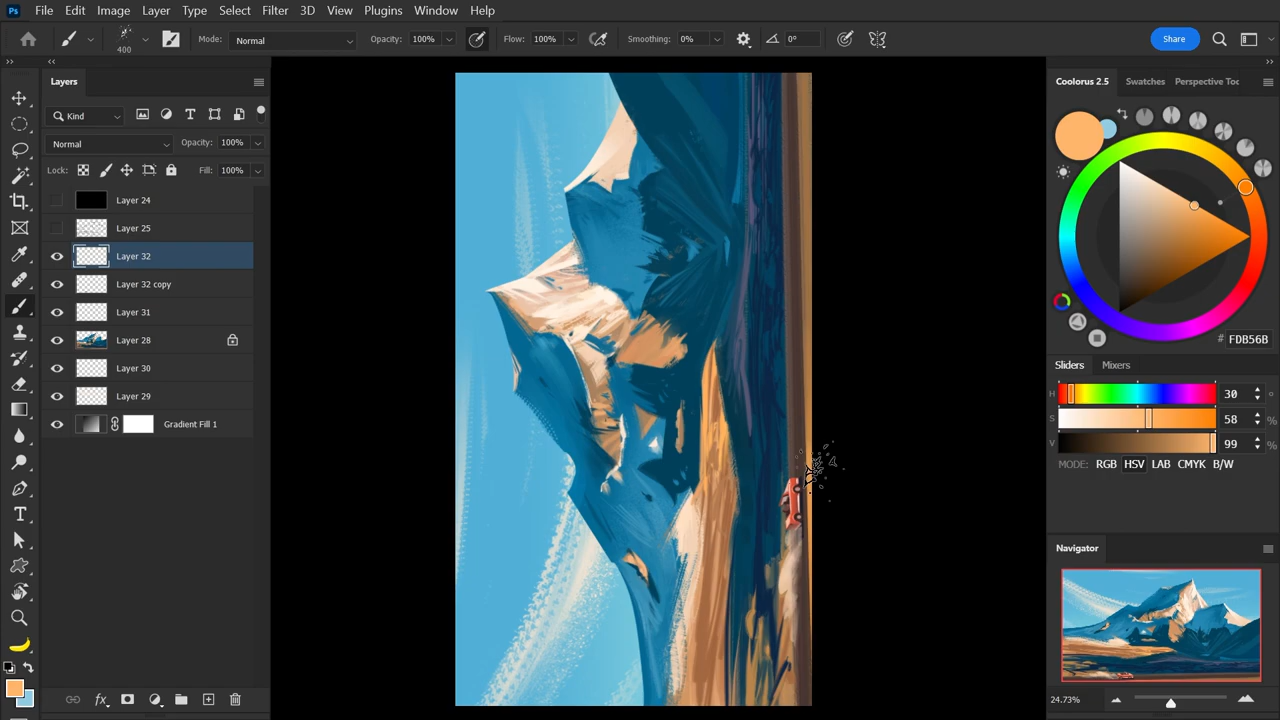 Ps File Edit Image Layer Type Select Filter 3D View Plugins Window Help
400 Mode: Normal Opacity: 100% Flow: 100% Smoothing: 0% 0° Share
Layers
Kind
Normal Opacity: 100%
Lock: Fill: 100%
Layer 24
Layer 25
Layer 32
Layer 32 copy
Layer 31
Layer 28
Layer 30
Layer 29
Gradient Fill 1
Coolorus 2.5 Swatches Perspective Toc
# FDB56B
Sliders Mixers
H 30 °
S 58 %
V 99 %
MODE: RGB HSV LAB CMYK B/W
Navigator
24.73%